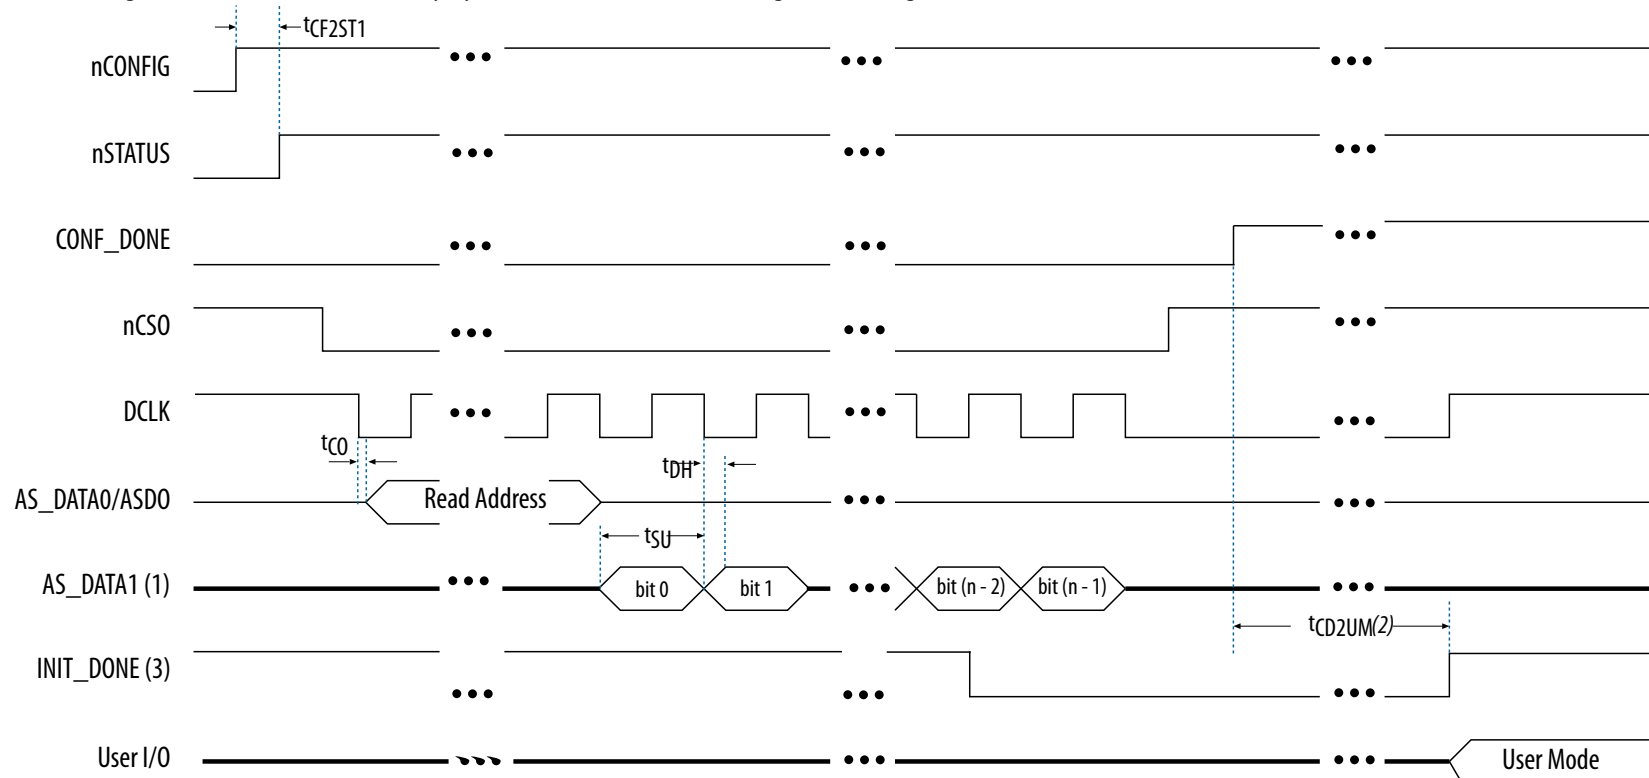 tCF2ST1
nCONFIG
nSTATUS
CONF_DONE
nCSO
DCLK
tCO
tDH
AS_DATA0/ASDO
Read Address
tSU
AS_DATA1 (1)
bit 0
bit 1
bit (n - 2)
bit (n - 1)
tCD2UM(2)
INIT_DONE (3)
User I/O
User Mode